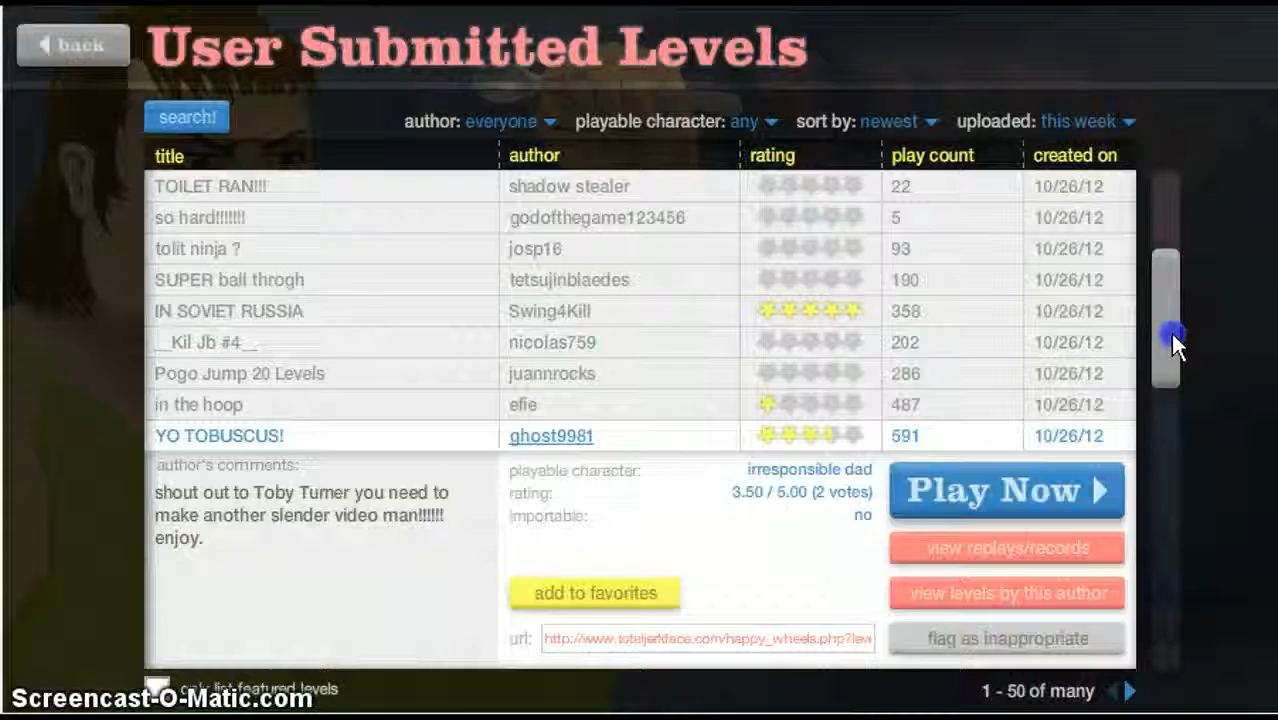 back
User Submitted Levels
search!
author: everyone playable character: any sort by: newest uploaded: this week
title author rating play count created on
TOILET RAN!!! shadow stealer 22 10/26/12
so hard!!!!!!! godofthegame123456 5 10/26/12
tolit ninja ? josp16 93 10/26/12
SUPER ball throgh tetsujinblaedes 190 10/26/12
IN SOVIET RUSSIA Swing4Kill 358 10/26/12
__Kil Jb #4__ nicolas759 202 10/26/12
Pogo Jump 20 Levels juannrocks 286 10/26/12
in the hoop efie 487 10/26/12
YO TOBUSCUS! ghost9981 591 10/26/12
author's comments:
shout out to Toby Turner you need to
make another slender video man!!!!!!
enjoy.
playable character: irresponsible dad
rating: 3.50 / 5.00 (2 votes)
importable: no
add to favorites
url: http://www.totaljerkface.com/happy_wheels.php?lev
Play Now
view replays/records
view levels by this author
flag as inappropriate
only list featured levels
1 - 50 of many
Screencast-O-Matic.com